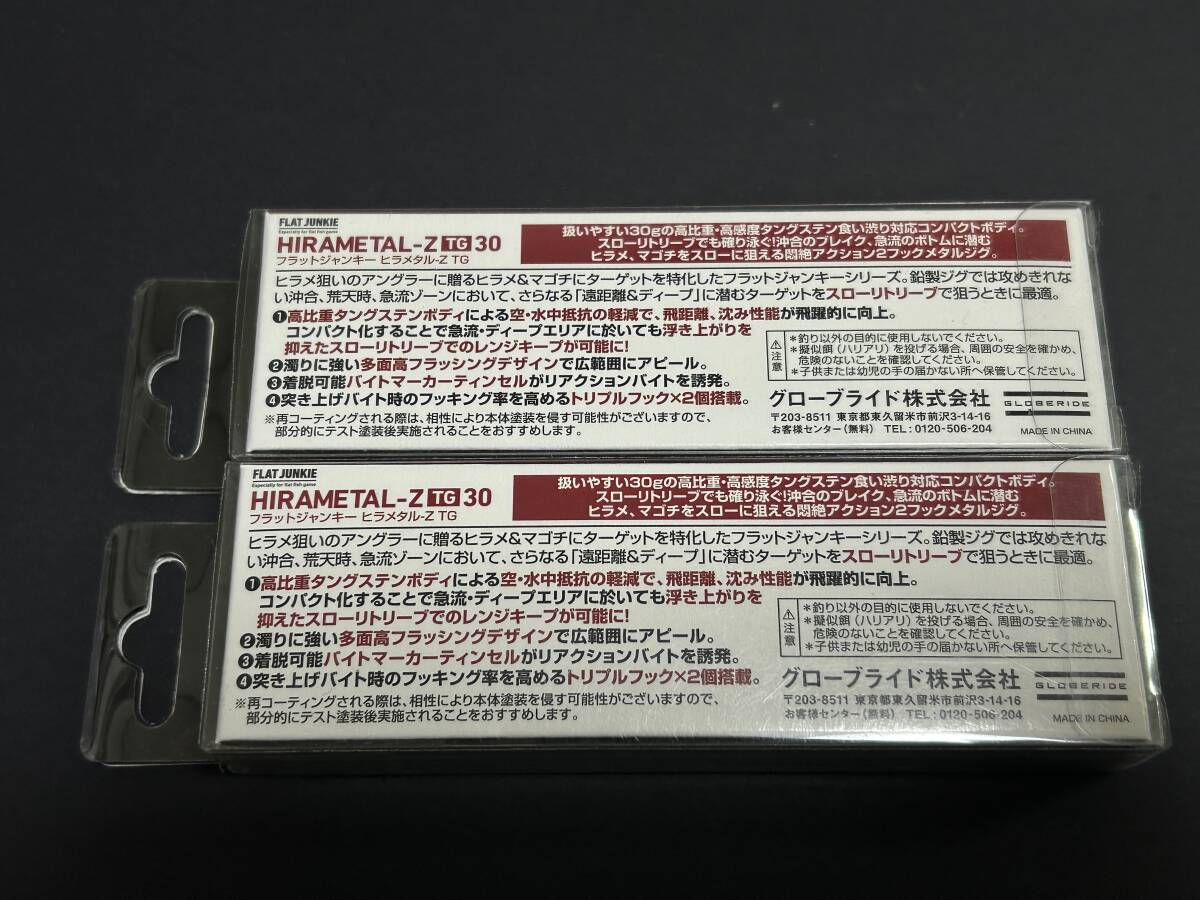 FLAT JUNKIE
Especially for flat fish game
HIRAMETAL-Z TG 30
フラットジャンキー ヒラメタル-Z TG
扱いやすい30gの高比重・高感度タングステン食い渋り対応コンパクトボディ。
スローリトリーブでも確り泳ぐ!沖合のブレイク、急流のボトムに潜む
ヒラメ、マゴチをスローに狙える悶絶アクション2フックメタルジグ。
ヒラメ狙いのアングラーに贈るヒラメ&マゴチにターゲットを特化したフラットジャンキーシリーズ。鉛製ジグでは攻めきれな
い沖合、荒天時、急流ゾーンにおいて、さらなる「遠距離&ディープ」に潜むターゲットをスローリトリーブで狙うときに最適。
❶高比重タングステンボディによる空・水中抵抗の軽減で、飛距離、沈み性能が飛躍的に向上。
コンパクト化することで急流・ディープエリアに於いても浮き上がりを
抑えたスローリトリーブでのレンジキープが可能に!
❷濁りに強い多面高フラッシングデザインで広範囲にアピール。
❸着脱可能バイトマーカーティンセルがリアクションバイトを誘発。
❹突き上げバイト時のフッキング率を高めるトリプルフック×2個搭載。
※再コーティングされる際は、相性により本体塗装を侵す可能性がございますので、
部分的にテスト塗装後実施されることをおすすめします。
⚠注意
*釣り以外の目的に使用しないでください。
*擬似餌(ハリアリ)を投げる場合、周囲の安全を確かめ、
危険のないことを確認してください。
*子供または幼児の手の届かない所へ保管してください。
グローブライド株式会社
〒203-8511 東京都東久留米市前沢3-14-16
お客様センター(無料) TEL:0120-506-204
GLOBERIDE
MADE IN CHINA
FLAT JUNKIE
Especially for flat fish game
HIRAMETAL-Z TG 30
フラットジャンキー ヒラメタル-Z TG
扱いやすい30gの高比重・高感度タングステン食い渋り対応コンパクトボディ。
スローリトリーブでも確り泳ぐ!沖合のブレイク、急流のボトムに潜む
ヒラメ、マゴチをスローに狙える悶絶アクション2フックメタルジグ。
ヒラメ狙いのアングラーに贈るヒラメ&マゴチにターゲットを特化したフラットジャンキーシリーズ。鉛製ジグでは攻めきれな
い沖合、荒天時、急流ゾーンにおいて、さらなる「遠距離&ディープ」に潜むターゲットをスローリトリーブで狙うときに最適。
❶高比重タングステンボディによる空・水中抵抗の軽減で、飛距離、沈み性能が飛躍的に向上。
コンパクト化することで急流・ディープエリアに於いても浮き上がりを
抑えたスローリトリーブでのレンジキープが可能に!
❷濁りに強い多面高フラッシングデザインで広範囲にアピール。
❸着脱可能バイトマーカーティンセルがリアクションバイトを誘発。
❹突き上げバイト時のフッキング率を高めるトリプルフック×2個搭載。
※再コーティングされる際は、相性により本体塗装を侵す可能性がございますので、
部分的にテスト塗装後実施されることをおすすめします。
⚠注意
*釣り以外の目的に使用しないでください。
*擬似餌(ハリアリ)を投げる場合、周囲の安全を確かめ、
危険のないことを確認してください。
*子供または幼児の手の届かない所へ保管してください。
グローブライド株式会社
〒203-8511 東京都東久留米市前沢3-14-16
お客様センター(無料) TEL:0120-506-204
GLOBERIDE
MADE IN CHINA